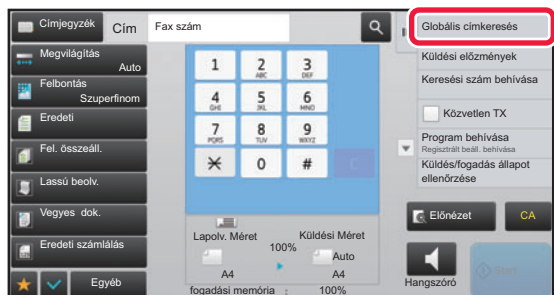 Címjegyzék
Cím
Fax szám
Globális címkeresés
Megvilágítás
Auto
Felbontás
Szuperfinom
Eredeti
Fel. összeáll.
Lassú beolv.
Vegyes dok.
Eredeti számlálás
Egyéb
1
2
ABC
3
DEF
4
GHI
5
JKL
6
MNO
7
PQRS
8
TUV
9
WXYZ
0
#
C
Lapolv. Méret
100%
Küldési Méret
Auto
A4
A4
fogadási memória : 100%
Küldési előzmények
Keresési szám behívása
Közvetlen TX
Program behívása
Regisztrált beáll. behívása
Küldés/fogadás állapot
ellenőrzése
Előnézet
CA
Hangszóró
Start